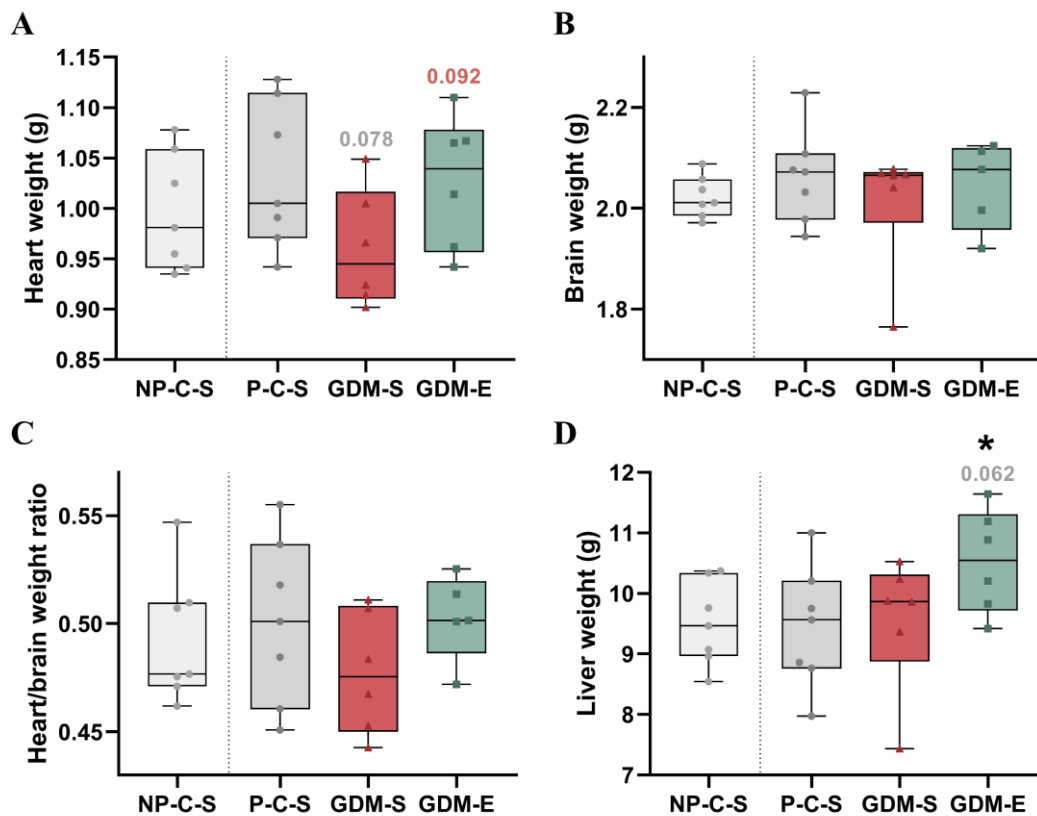 A
Heart weight (g)
1.15
1.10
1.05
1.00
0.95
0.90
0.85
0.078
0.092
NP-C-S P-C-S GDM-S GDM-E
B
Brain weight (g)
2.2
2.0
1.8
NP-C-S P-C-S GDM-S GDM-E
C
Heart/brain weight ratio
0.55
0.50
0.45
NP-C-S P-C-S GDM-S GDM-E
D
Liver weight (g)
12
11
10
9
8
7
*
0.062
NP-C-S P-C-S GDM-S GDM-E